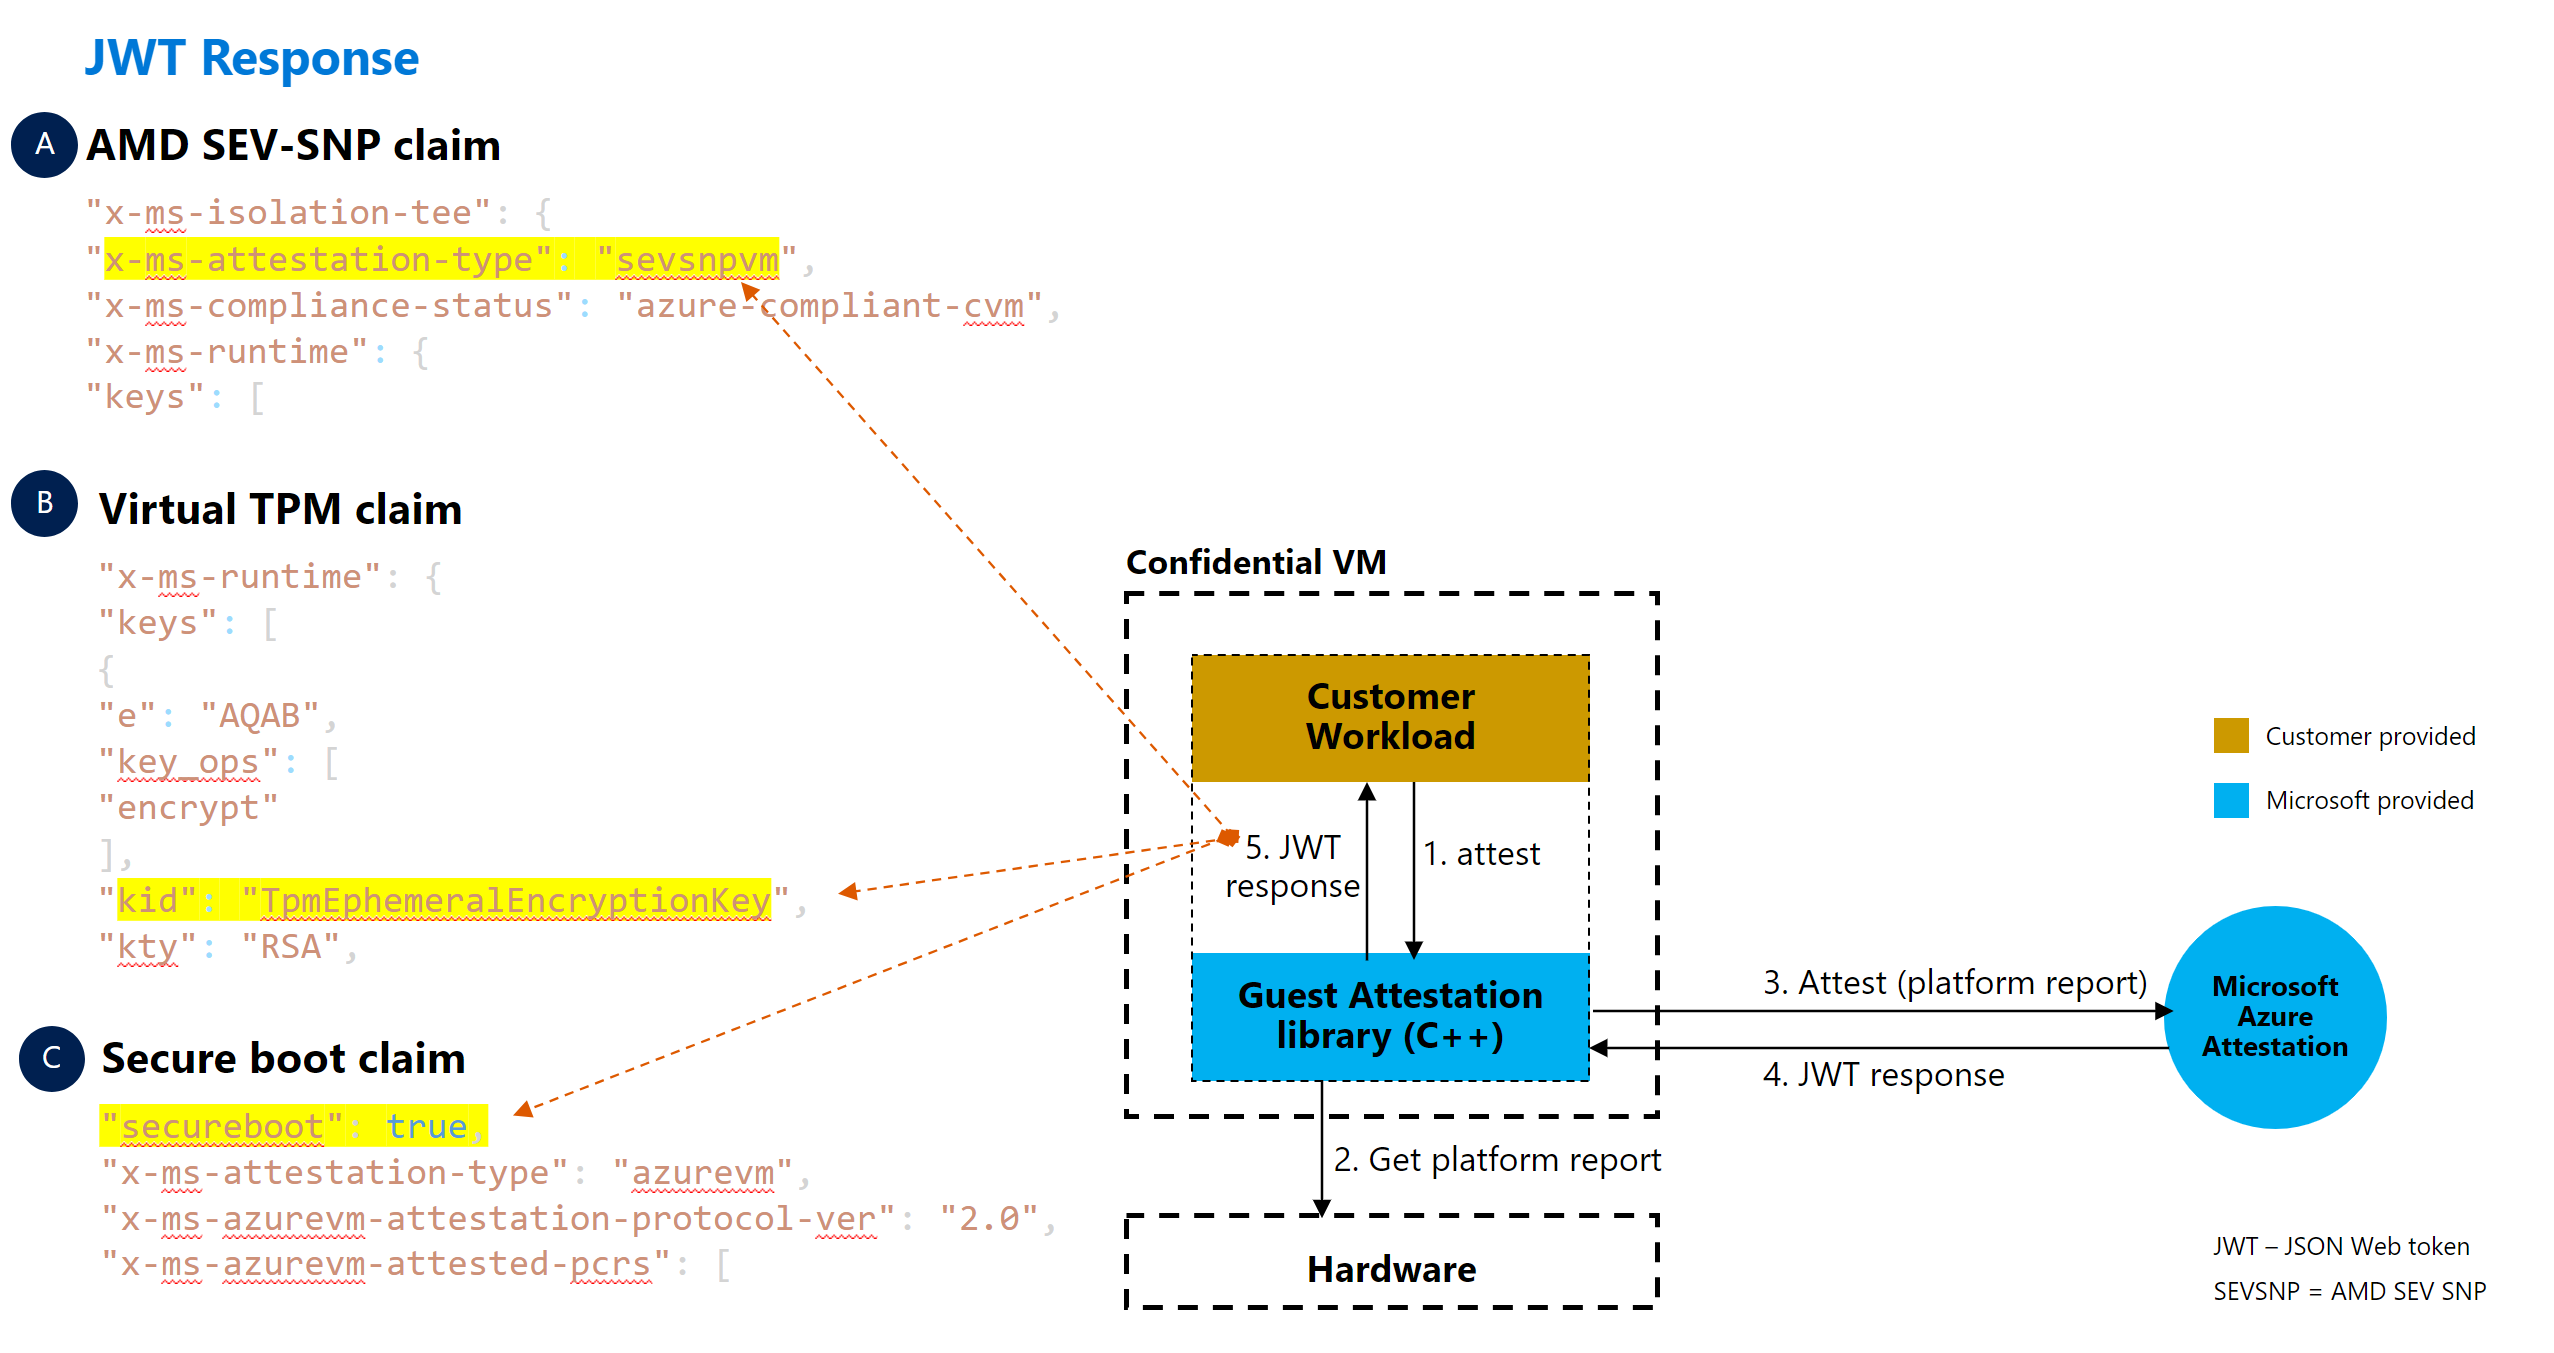 JWT Response
A
AMD SEV-SNP claim
"x-ms-isolation-tee": {
"x-ms-attestation-type": "sevsnpvm",
"x-ms-compliance-status": "azure-compliant-cvm",
"x-ms-runtime": {
"keys": [
B
Virtual TPM claim
"x-ms-runtime": {
"keys": [
{
"e": "AQAB",
"key_ops": [
"encrypt"
],
"kid": "TpmEphemeralEncryptionKey",
"kty": "RSA",
C
Secure boot claim
"secureboot": true,
"x-ms-attestation-type": "azurevm",
"x-ms-azurevm-attestation-protocol-ver": "2.0",
"x-ms-azurevm-attested-pcrs": [
Confidential VM
Customer
Workload
5. JWT
response
1. attest
Guest Attestation
library (C++)
2. Get platform report
Hardware
3. Attest (platform report)
4. JWT response
Microsoft
Azure
Attestation
Customer provided
Microsoft provided
JWT – JSON Web token
SEVSNP = AMD SEV SNP